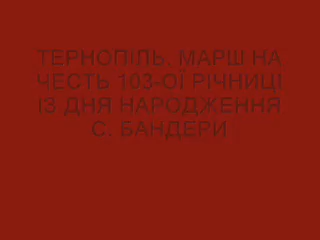 ТЕРНОПІЛЬ. МАРШ НА
ЧЕСТЬ 103-ОЇ РІЧНИЦІ
ІЗ ДНЯ НАРОДЖЕННЯ
С. БАНДЕРИ